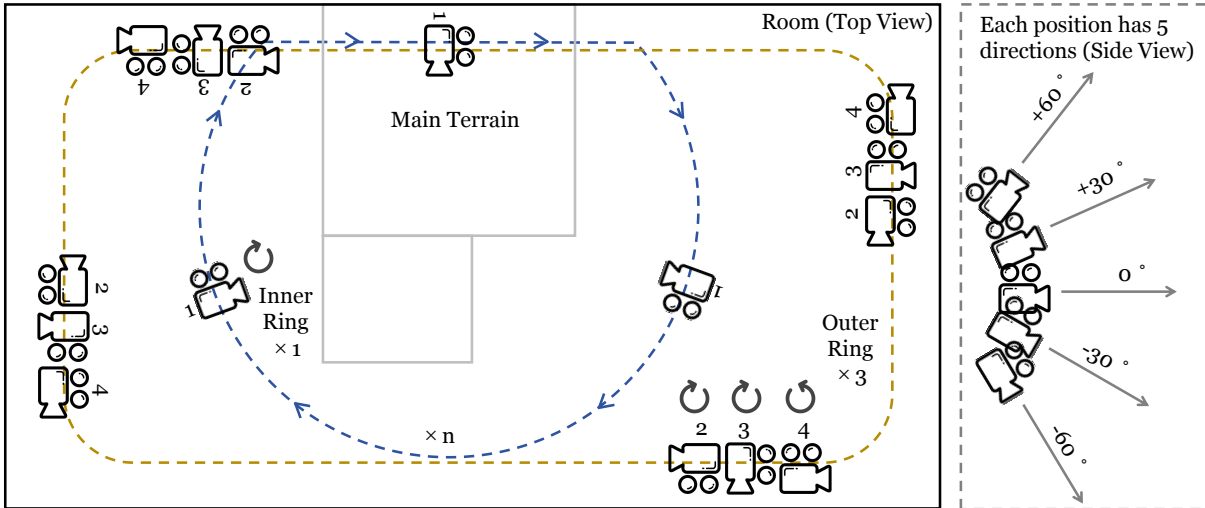 Room (Top View)
Each position has 5
directions (Side View)
4
3
2
1
Main Terrain
4
3
2
+60 °
+30 °
0 °
-30 °
-60 °
2
3
4
1
Inner
Ring
× 1
1
Outer
Ring
× 3
× n
2
3
4